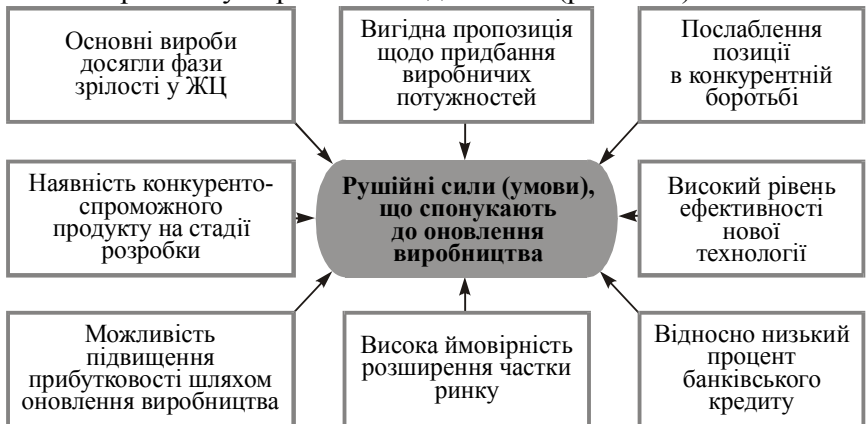 Основні вироби
досягли фази
зрілості у ЖЦ
Вигідна пропозиція
щодо придбання
виробничих
потужностей
Послаблення
позиції
в конкурентній
боротьбі
Наявність конкуренто-
спроможного
продукту на стадії
розробки
Рушійні сили (умови),
що спонукають
до оновлення
виробництва
Високий рівень
ефективності
нової
технології
Можливість
підвищення
прибутковості шляхом
оновлення виробництва
Висока ймовірність
розширення частки
ринку
Відносно низький
процент
банківського
кредиту